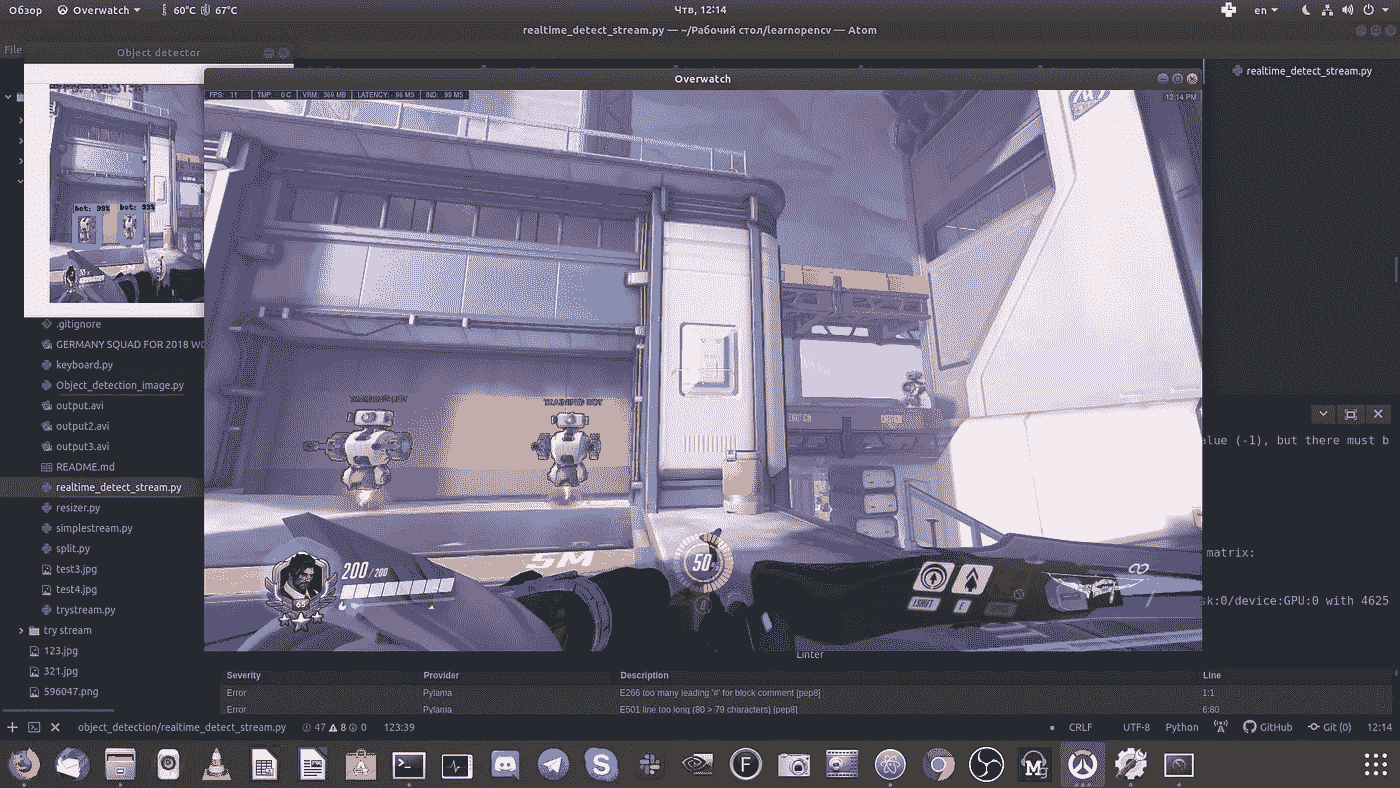 Обзор Overwatch 60°C 67°C Чтв, 12:14 en
realtime_detect_stream.py — ~/Рабочий стол/learnopencv — Atom
File Object detector
Overwatch
realtime_detect_stream.py
FPS: 11 TMP: 0 C VRM: 369 MB LATENCY: 96 MS IND: 99 MS 12:14 PM
bot: 99% bot: 99%
.gitignore
GERMANY SQUAD FOR 2018 WO
keyboard.py
Object_detection_image.py
output.avi
output2.avi
output3.avi
README.md
realtime_detect_stream.py
resizer.py
simplestream.py
split.py
test3.jpg
test4.jpg
trystream.py
try stream
123.jpg
321.jpg
596047.png
TRAINING BOT TRAINING BOT
200 / 200
65
50
LSHIFT E
alue (-1), but there must b
matrix:
sk:0/device:GPU:0 with 4625
Linter
Severity Provider Description Line
Error Pylama E266 too many leading '#' for block comment [pep8] 1:1
Error Pylama E501 line too long (80 > 79 characters) [pep8] 6:80
object_detection/realtime_detect_stream.py 47 8 0 123:39 CRLF UTF-8 Python GitHub Git (0) 12:14